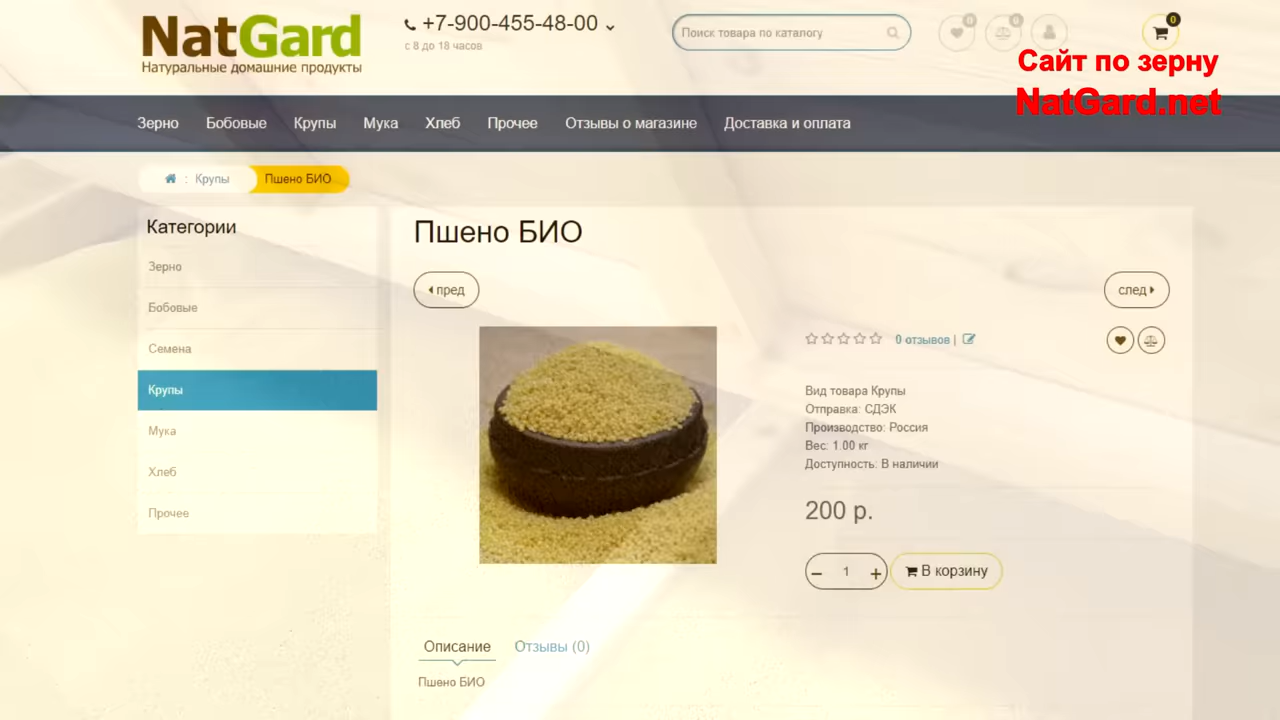 NatGard
Натуральные домашние продукты
+7-900-455-48-00
с 8 до 18 часов
Поиск товара по каталогу
0
0
0
Сайт по зерну
NatGard.net
Зерно Бобовые Крупы Мука Хлеб Прочее Отзывы о магазине Доставка и оплата
: Крупы Пшено БИО
Категории
Зерно
Бобовые
Семена
Крупы
Мука
Хлеб
Прочее
Пшено БИО
пред
след
0 отзывов |
Вид товара Крупы
Отправка: СДЭК
Производство: Россия
Вес: 1.00 кг
Доступность: В наличии
200 р.
− 1 + В корзину
Описание Отзывы (0)
Пшено БИО